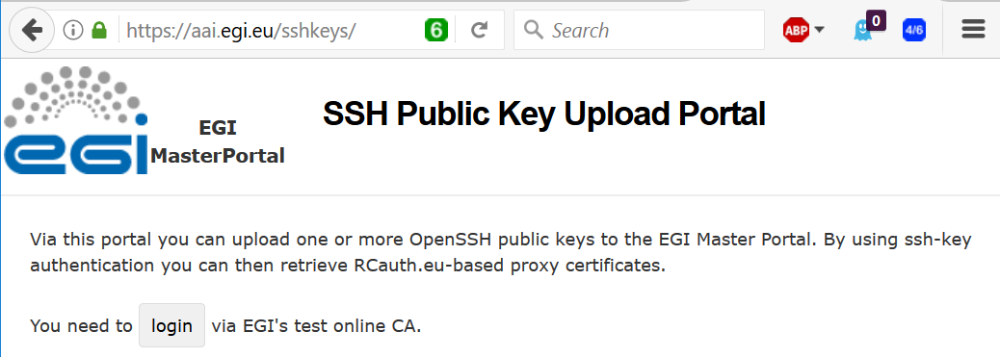 https://aai.egi.eu/sshkeys/
6
Search
ABP
0
4/6
egi
EGI
MasterPortal
SSH Public Key Upload Portal
Via this portal you can upload one or more OpenSSH public keys to the EGI Master Portal. By using ssh-key
authentication you can then retrieve RCauth.eu-based proxy certificates.
You need to login via EGI's test online CA.